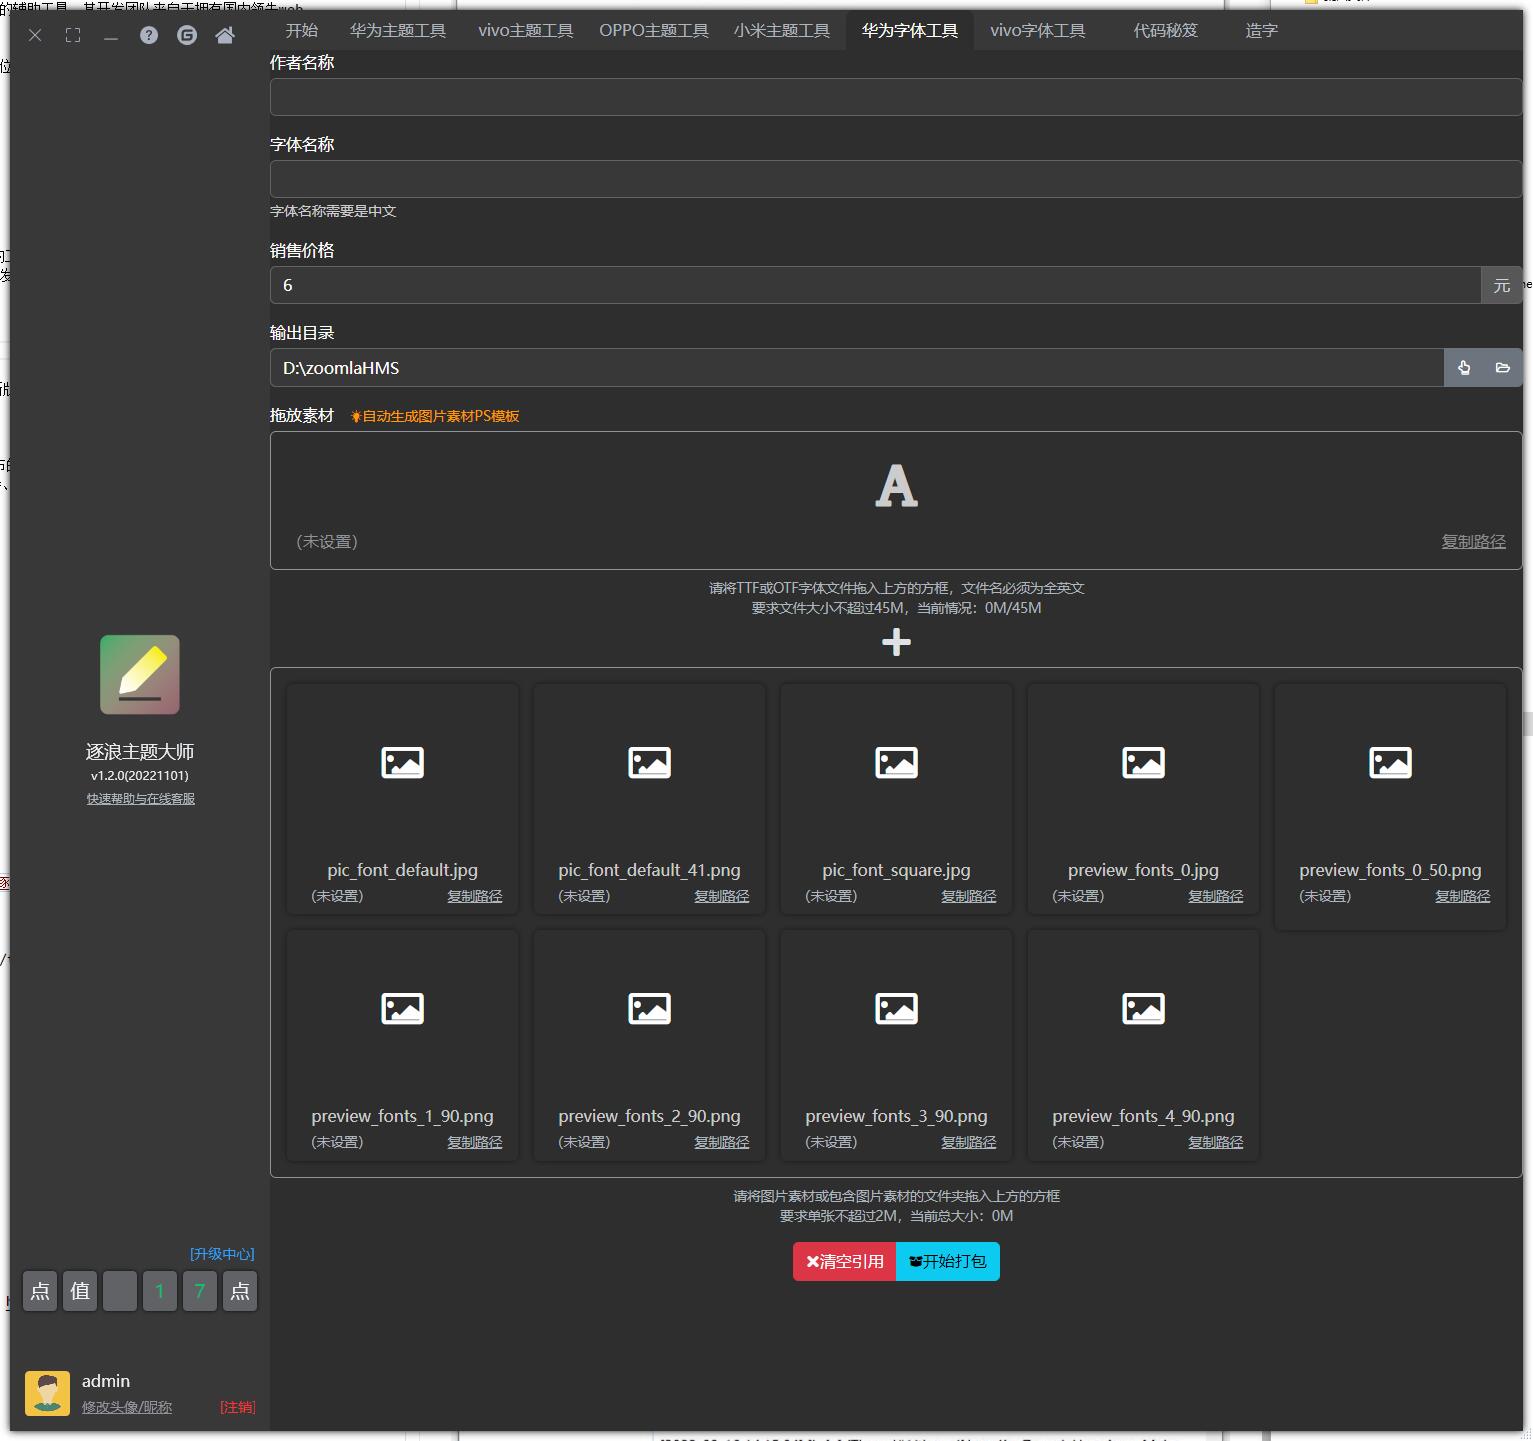 开始
华为主题工具
vivo主题工具
OPPO主题工具
小米主题工具
华为字体工具
vivo字体工具
代码秘笈
造字
作者名称
字体名称
字体名称需要是中文
销售价格
6
元
输出目录
D:\zoomlaHMS
拖放素材 自动生成图片素材PS模板
A
(未设置) 复制路径
请将TTF或OTF字体文件拖入上方的方框，文件名必须为全英文
要求文件大小不超过45M，当前情况：0M/45M
pic_font_default.jpg
(未设置) 复制路径
pic_font_default_41.png
(未设置) 复制路径
pic_font_square.jpg
(未设置) 复制路径
preview_fonts_0.jpg
(未设置) 复制路径
preview_fonts_0_50.png
(未设置) 复制路径
preview_fonts_1_90.png
(未设置) 复制路径
preview_fonts_2_90.png
(未设置) 复制路径
preview_fonts_3_90.png
(未设置) 复制路径
preview_fonts_4_90.png
(未设置) 复制路径
请将图片素材或包含图片素材的文件夹拖入上方的方框
要求单张不超过2M，当前总大小：0M
清空引用
开始打包
逐浪主题大师
v1.2.0(20221101)
快速帮助与在线客服
[升级中心]
点 值 1 7 点
admin
修改头像/昵称 [注销]